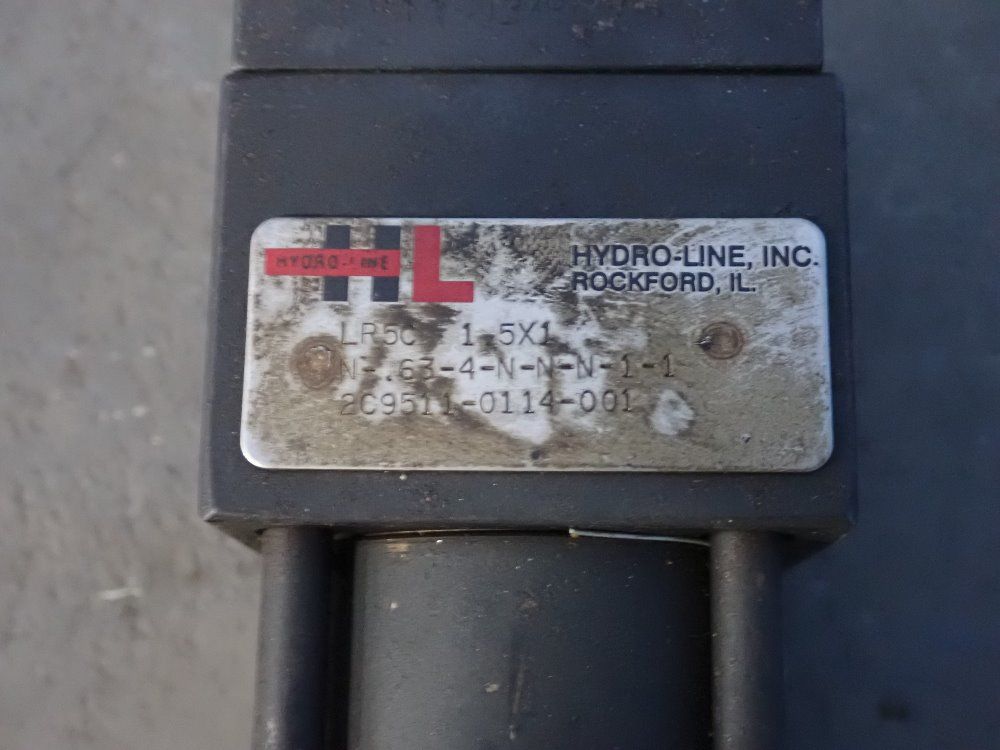 HYDRO-LINE HL
HYDRO-LINE, INC.
ROCKFORD, IL.
LR5C 1.5X1
N-.63-4-N-N-N-1-1
2C9511-0114-001